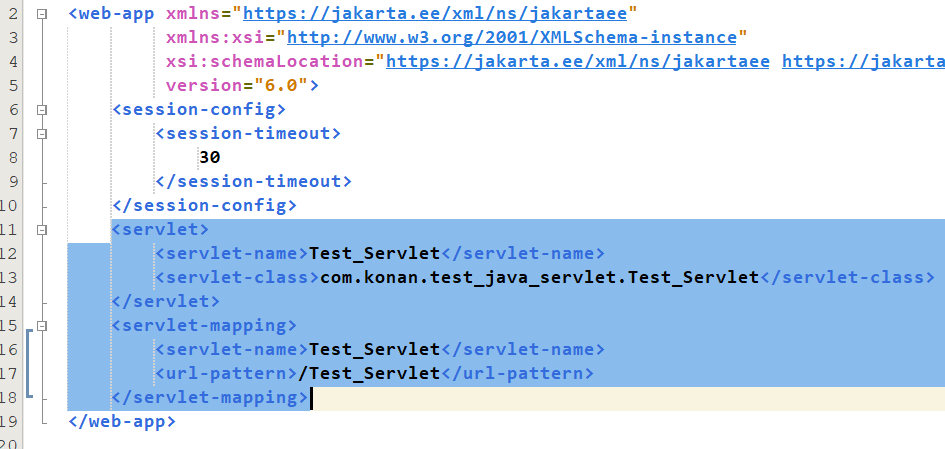 2 <web-app xmlns="https://jakarta.ee/xml/ns/jakartaee"
3 xmlns:xsi="http://www.w3.org/2001/XMLSchema-instance"
4 xsi:schemaLocation="https://jakarta.ee/xml/ns/jakartaee https://jakarta
5 version="6.0">
6 <session-config>
7 <session-timeout>
8 30
9 </session-timeout>
10 </session-config>
11 <servlet>
12 <servlet-name>Test_Servlet</servlet-name>
13 <servlet-class>com.konan.test_java_servlet.Test_Servlet</servlet-class>
14 </servlet>
15 <servlet-mapping>
16 <servlet-name>Test_Servlet</servlet-name>
17 <url-pattern>/Test_Servlet</url-pattern>
18 </servlet-mapping>
19 </web-app>
20